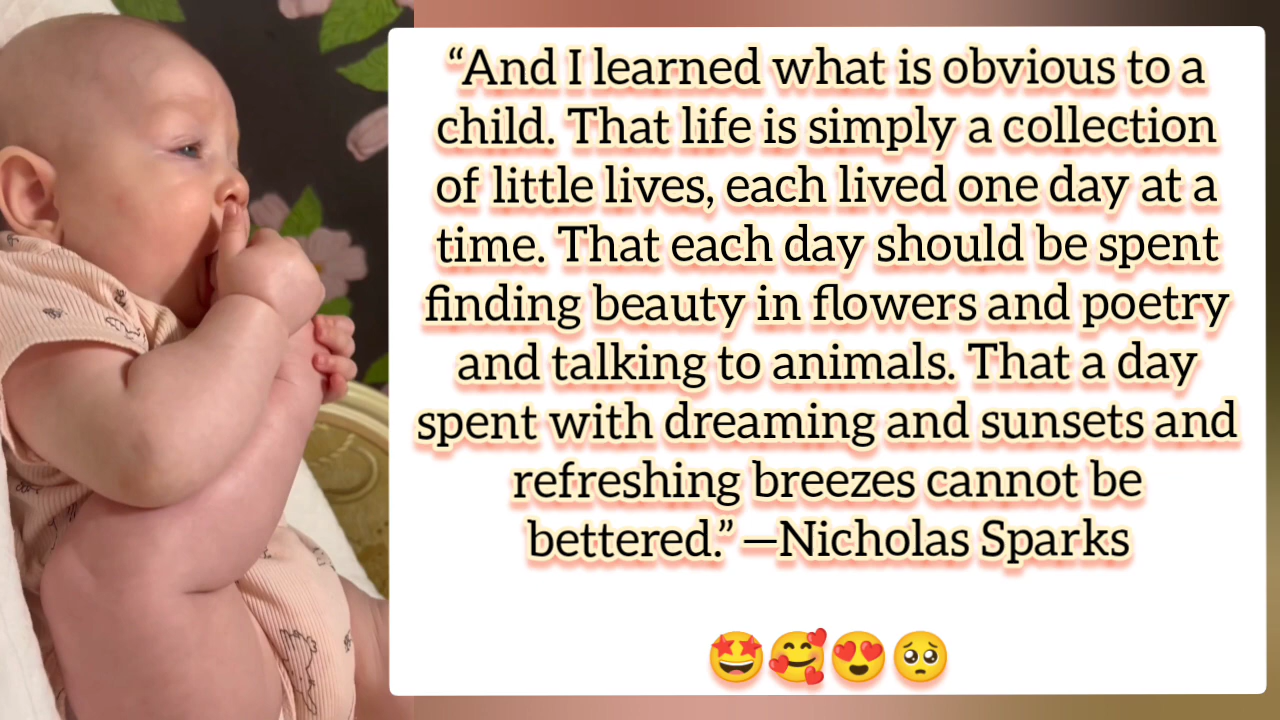 “And I learned what is obvious to a
child. That life is simply a collection
of little lives, each lived one day at a
time. That each day should be spent
finding beauty in flowers and poetry
and talking to animals. That a day
spent with dreaming and sunsets and
refreshing breezes cannot be
bettered.” —Nicholas Sparks
🤩🥰😍🥺